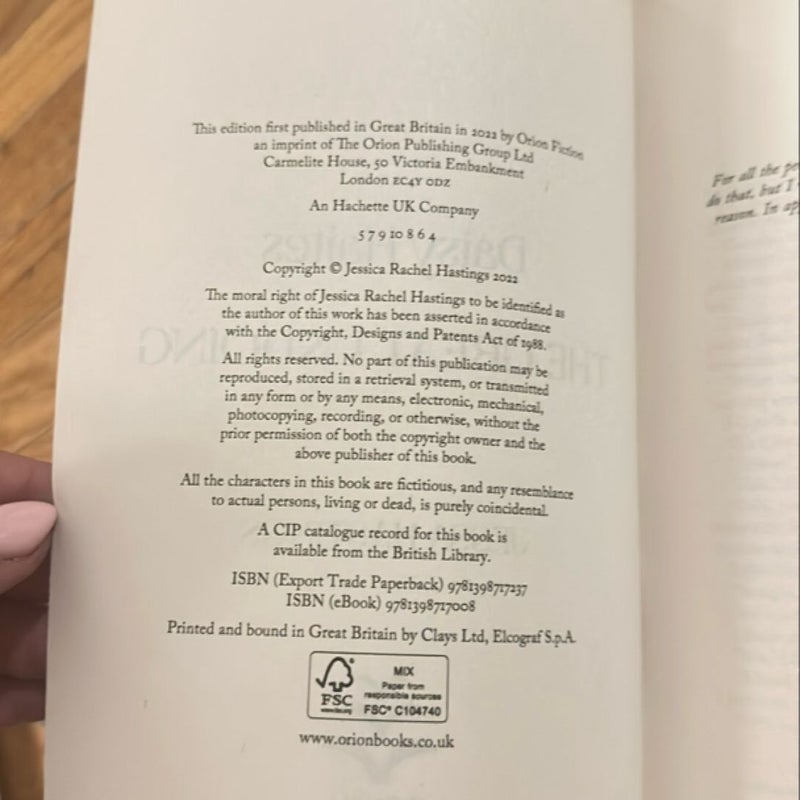 This edition first published in Great Britain in 2022 by Orion Fiction
an imprint of The Orion Publishing Group Ltd
Carmelite House, 50 Victoria Embankment
London EC4Y 0DZ
An Hachette UK Company
5 7 9 10 8 6 4
Copyright © Jessica Rachel Hastings 2022
The moral right of Jessica Rachel Hastings to be identified as
the author of this work has been asserted in accordance
with the Copyright, Designs and Patents Act of 1988.
All rights reserved. No part of this publication may be
reproduced, stored in a retrieval system, or transmitted
in any form or by any means, electronic, mechanical,
photocopying, recording, or otherwise, without the
prior permission of both the copyright owner and the
above publisher of this book.
All the characters in this book are fictitious, and any resemblance
to actual persons, living or dead, is purely coincidental.
A CIP catalogue record for this book is
available from the British Library.
ISBN (Export Trade Paperback) 9781398717237
ISBN (eBook) 9781398717008
Printed and bound in Great Britain by Clays Ltd, Elcograf S.p.A.
FSC
www.fsc.org
MIX
Paper from
responsible sources
FSC® C104740
www.orionbooks.co.uk
For all the
do that, but I
reason. In